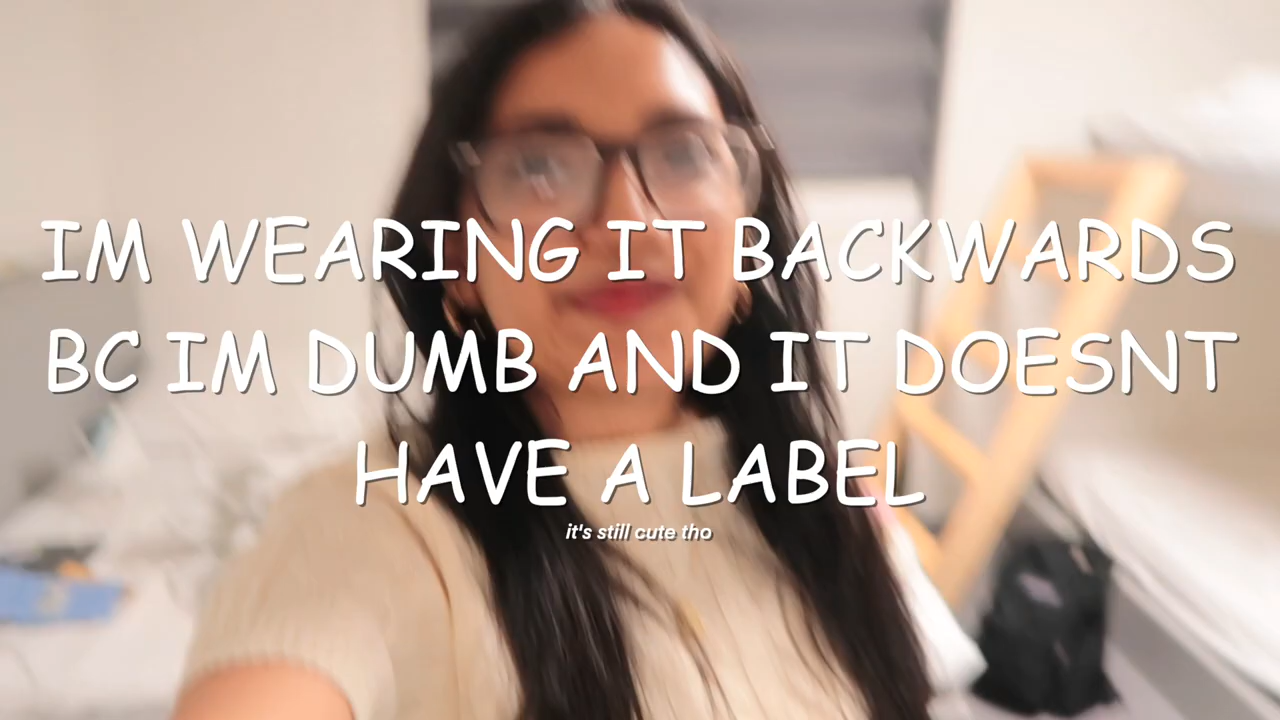 IM WEARING IT BACKWARDS
BC IM DUMB AND IT DOESNT
HAVE A LABEL
it's still cute tho